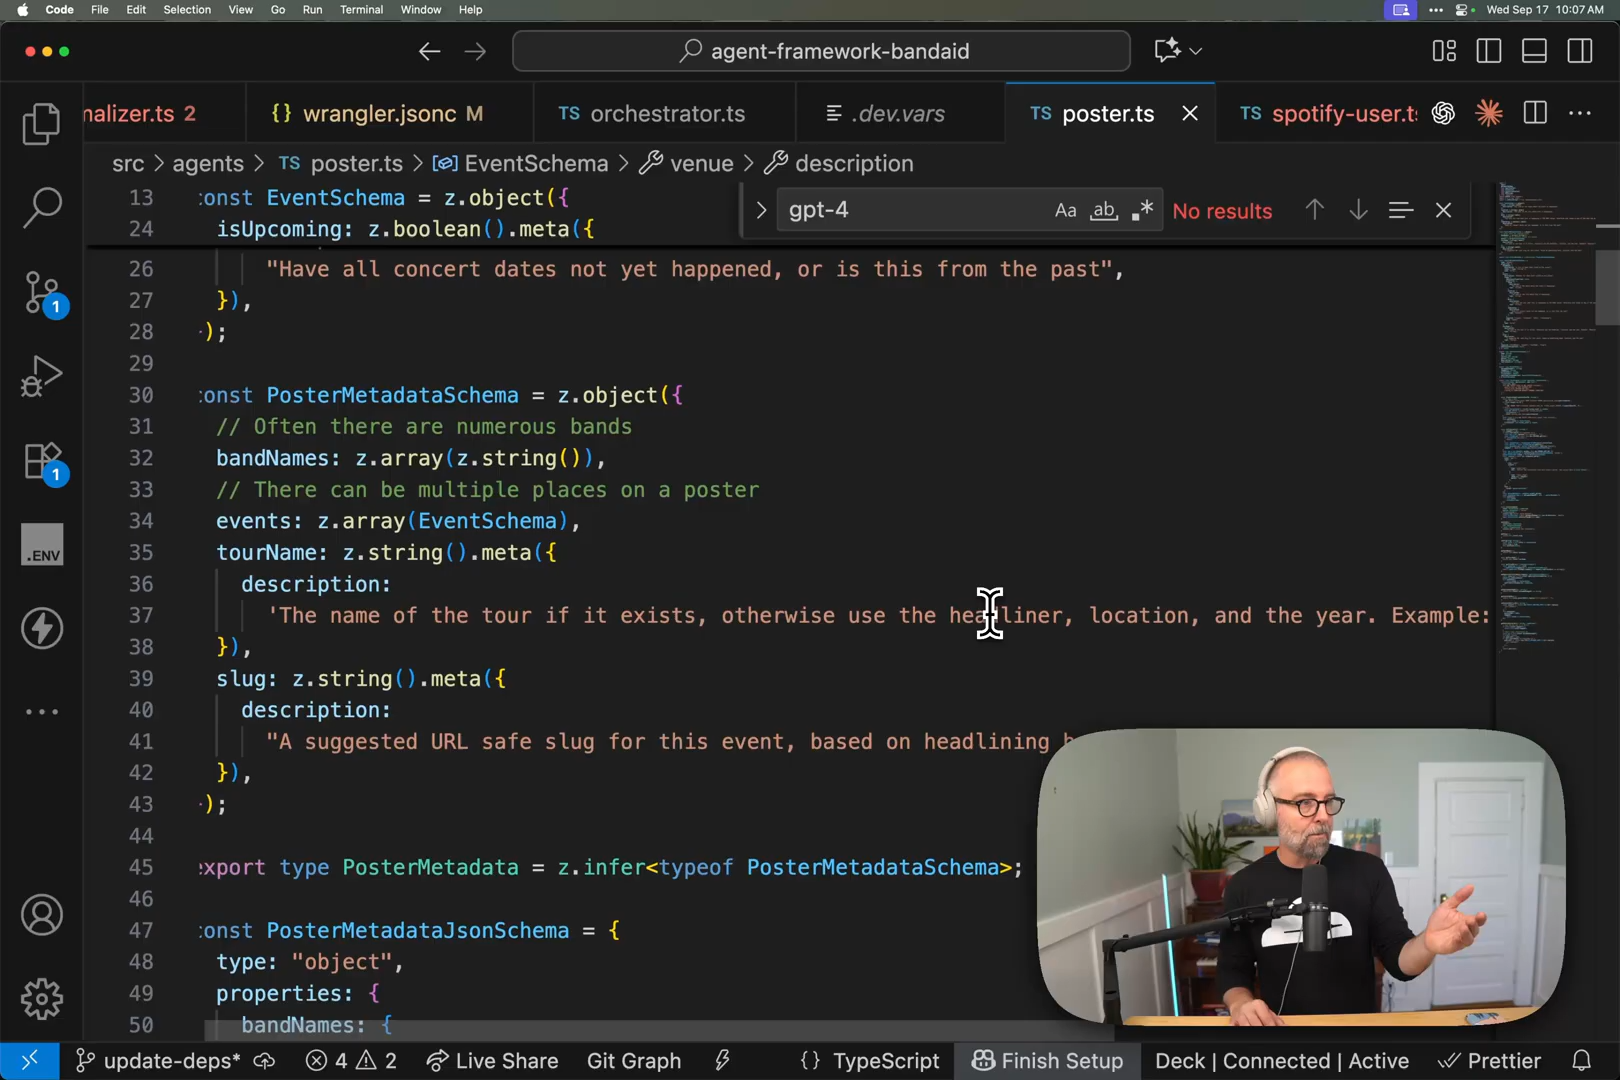 Code File Edit Selection View Go Run Terminal Window Help Wed Sep 17 10:07 AM
agent-framework-bandaid
nalizer.ts 2 {} wrangler.jsonc M TS orchestrator.ts .dev.vars TS poster.ts TS spotify-user.ts
src > agents > TS poster.ts > EventSchema > venue > description
gpt-4 Aa ab .* No results
13 const EventSchema = z.object({
24 isUpcoming: z.boolean().meta({
26 "Have all concert dates not yet happened, or is this from the past",
27 }),
28 );
29
30 const PosterMetadataSchema = z.object({
31 // Often there are numerous bands
32 bandNames: z.array(z.string()),
33 // There can be multiple places on a poster
34 events: z.array(EventSchema),
35 tourName: z.string().meta({
36 description:
37 'The name of the tour if it exists, otherwise use the headliner, location, and the year. Example:
38 }),
39 slug: z.string().meta({
40 description:
41 "A suggested URL safe slug for this event, based on headlining
42 }),
43 );
44
45 export type PosterMetadata = z.infer<typeof PosterMetadataSchema>;
46
47 const PosterMetadataJsonSchema = {
48 type: "object",
49 properties: {
50 bandNames: {
1
1
.ENV
update-deps* 4 2 Live Share Git Graph {} TypeScript Finish Setup Deck | Connected | Active Prettier